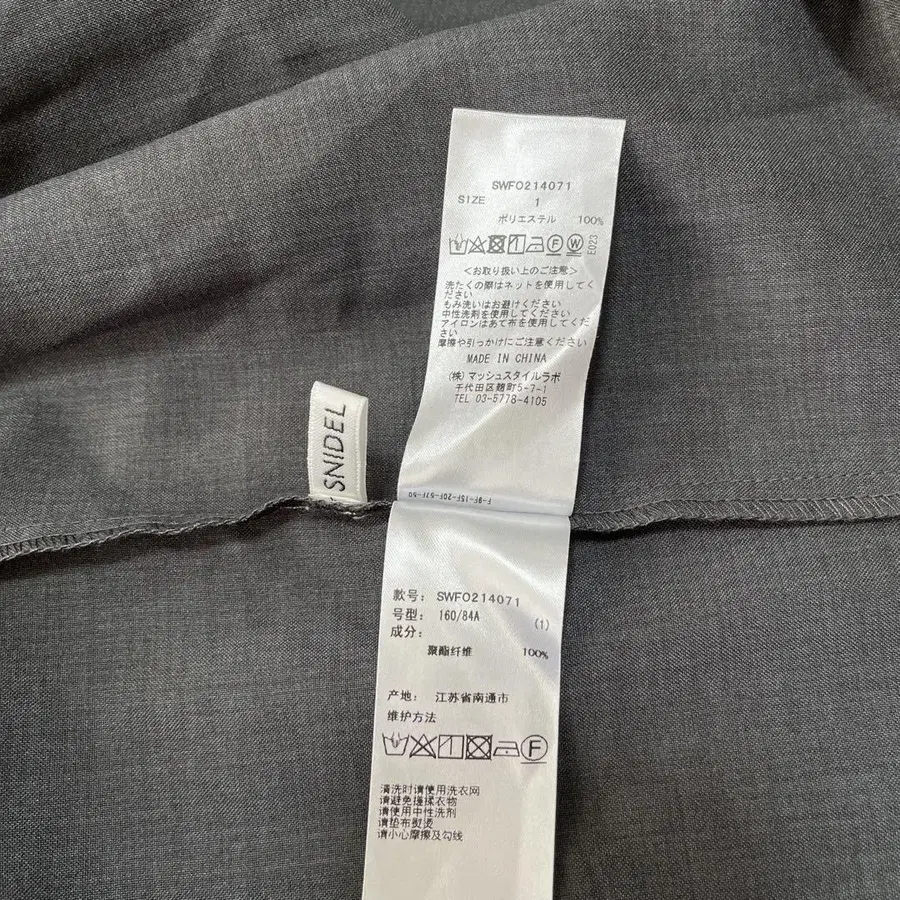 SWFO214071
SIZE 1
ポリエステル 100%
F W E023
<お取り扱い上のご注意>
洗たくの際はネットを使用してく
ださい
もみ洗いはお避けください
中性洗剤を使用してください
アイロンはあて布を使用してくだ
さい
摩擦や引っかけにご注意ください
MADE IN CHINA
(株)マッシュスタイルラボ
千代田区麹町5-7-1
TEL 03-5778-4105
SNIDEL
款号: SWFO214071
号型: 160/84A (1)
成分:
聚酯纤维 100%
产地: 江苏省南通市
维护方法
F
清洗时请使用洗衣网
请避免搓揉衣物
请使用中性洗剂
请垫布熨烫
请小心摩擦及勾线